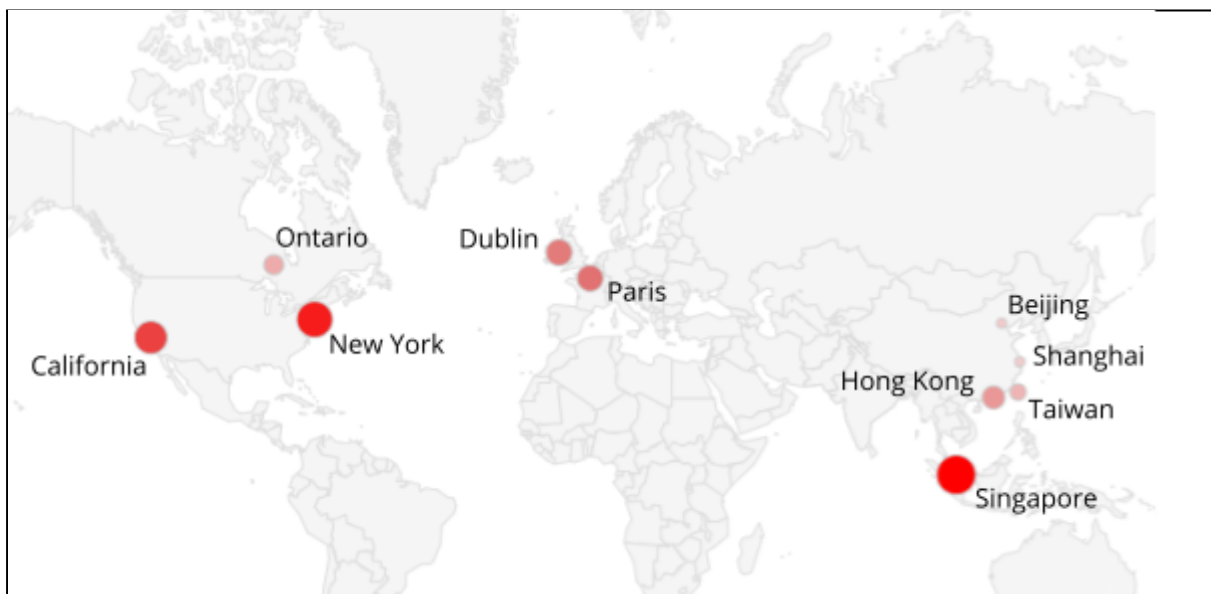 Ontario
Dublin
Paris
New York
California
Beijing
Shanghai
Hong Kong
Taiwan
Singapore